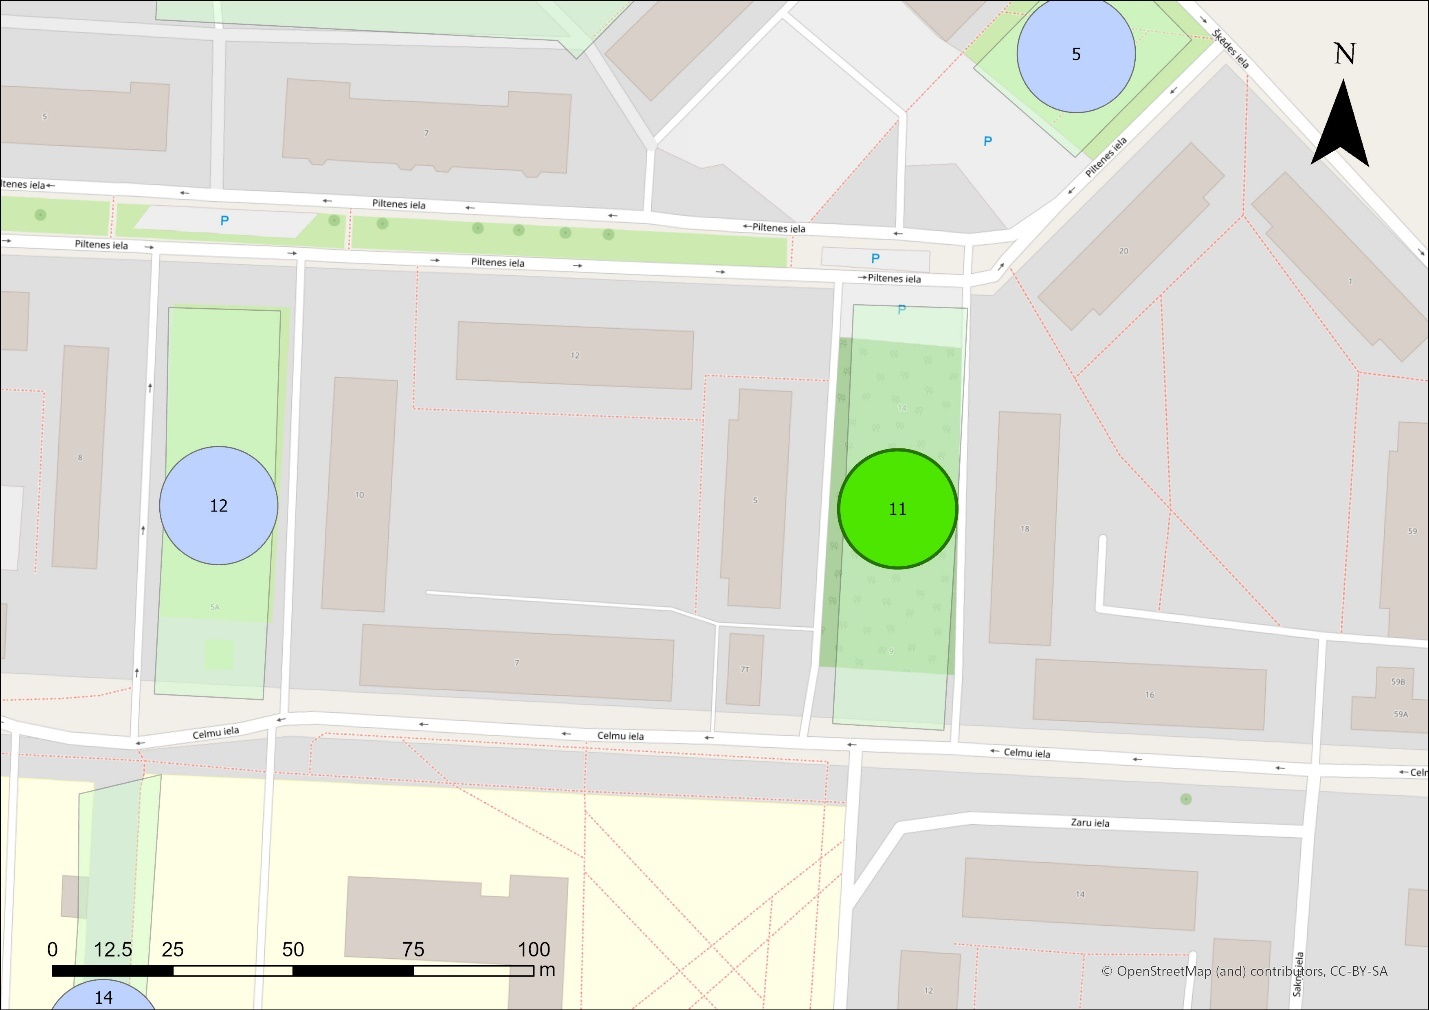 5
Šķēdes iela
N
5
7
P
Piltenes iela
ltenes iela
Piltenes iela
P
Piltenes iela
20
Piltenes iela
Piltenes iela
P
Piltenes iela
1
P
12
14
8
10
5
18
59
12
11
5A
7
7T
9
16
59B
59A
Celmu iela
Celmu iela
Celmu iela
Celm
Zaru iela
14
0 12.5 25 50 75 100
m
© OpenStreetMap (and) contributors, CC-BY-SA
14
12